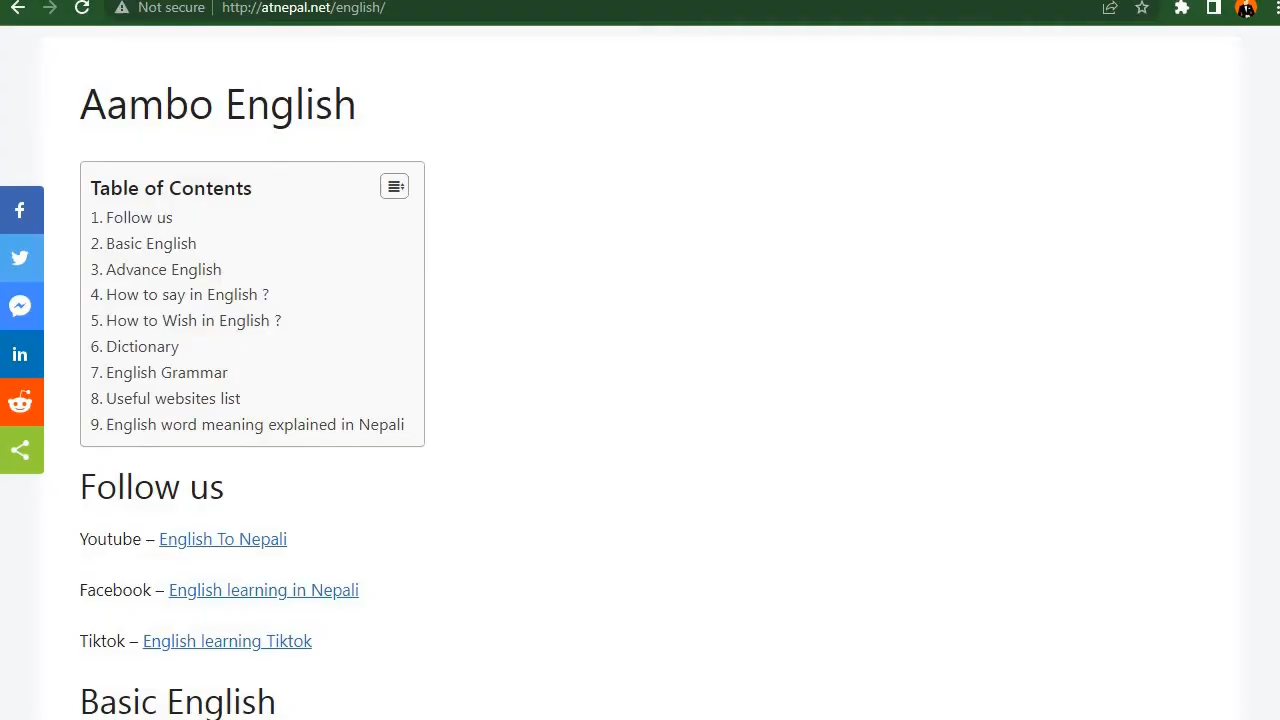 Not secure
http://atnepal.net/english/
Aambo English
Table of Contents
1. Follow us
2. Basic English
3. Advance English
4. How to say in English ?
5. How to Wish in English ?
6. Dictionary
7. English Grammar
8. Useful websites list
9. English word meaning explained in Nepali
Follow us
Youtube – English To Nepali
Facebook – English learning in Nepali
Tiktok – English learning Tiktok
Basic English